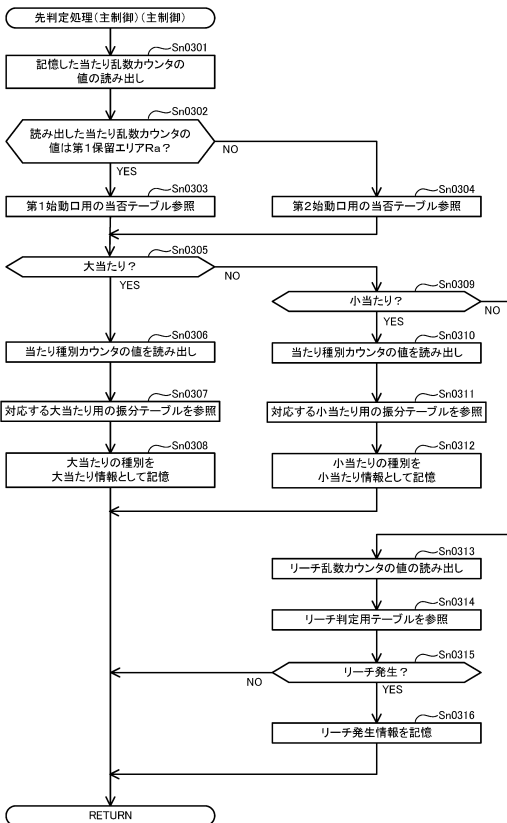 先判定処理(主制御)(主制御)
Sn0301
記憶した当たり乱数カウンタの
値の読み出し
Sn0302
読み出した当たり乱数カウンタの
値は第1保留エリアRa?
NO
YES
Sn0303
第1始動口用の当否テーブル参照
Sn0304
第2始動口用の当否テーブル参照
Sn0305
大当たり?
NO
YES
Sn0309
小当たり?
NO
YES
Sn0306
当たり種別カウンタの値を読み出し
Sn0310
当たり種別カウンタの値を読み出し
Sn0307
対応する大当たり用の振分テーブルを参照
Sn0311
対応する小当たり用の振分テーブルを参照
Sn0308
大当たりの種別を
大当たり情報として記憶
Sn0312
小当たりの種別を
小当たり情報として記憶
Sn0313
リーチ乱数カウンタの値の読み出し
Sn0314
リーチ判定用テーブルを参照
Sn0315
リーチ発生?
NO
YES
Sn0316
リーチ発生情報を記憶
RETURN